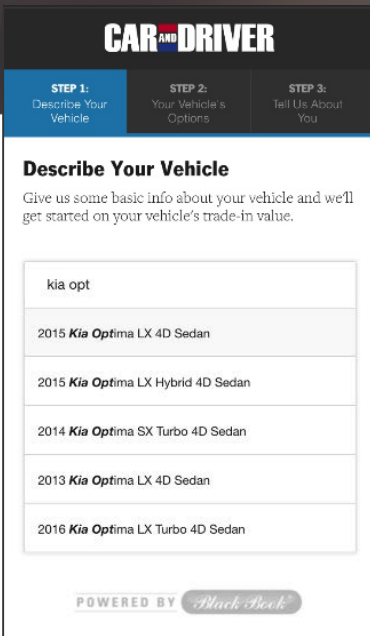 CAR AND DRIVER
STEP 1:
Describe Your
Vehicle
STEP 2:
Your Vehicle's
Options
STEP 3:
Tell Us About
You
Describe Your Vehicle
Give us some basic info about your vehicle and we'll
get started on your vehicle's trade-in value.
kia opt
2015 Kia Optima LX 4D Sedan
2015 Kia Optima LX Hybrid 4D Sedan
2014 Kia Optima SX Turbo 4D Sedan
2013 Kia Optima LX 4D Sedan
2016 Kia Optima LX Turbo 4D Sedan
POWERED BY Black Book®